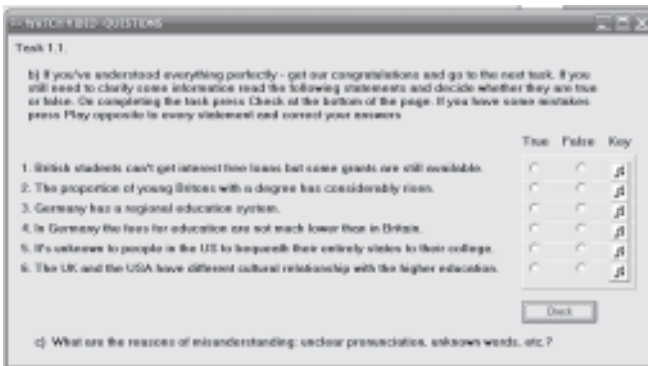 WATCH VIDEO-QUESTIONS
Task 1.1.
b) If you've understood everything perfectly - get our congratulations and go to the next task. If you
still need to clarify some information read the following statements and decide whether they are true
or false. On completing the task press Check at the bottom of the page. If you have some mistakes
press Play opposite to every statement and correct your answers
True False Key
1. British students can't get interest free loans but some grants are still available.
2. The proportion of young Britons with a degree has considerably risen.
3. Germany has a regional education system.
4. In Germany the fees for education are not much lower than in Britain.
5. It's unknown to people in the US to bequeath their entirely states to their college.
6. The UK and the USA have different cultural relationship with the higher education.
Check
c) What are the reasons of misunderstanding: unclear pronunciation, unknown words, etc.?